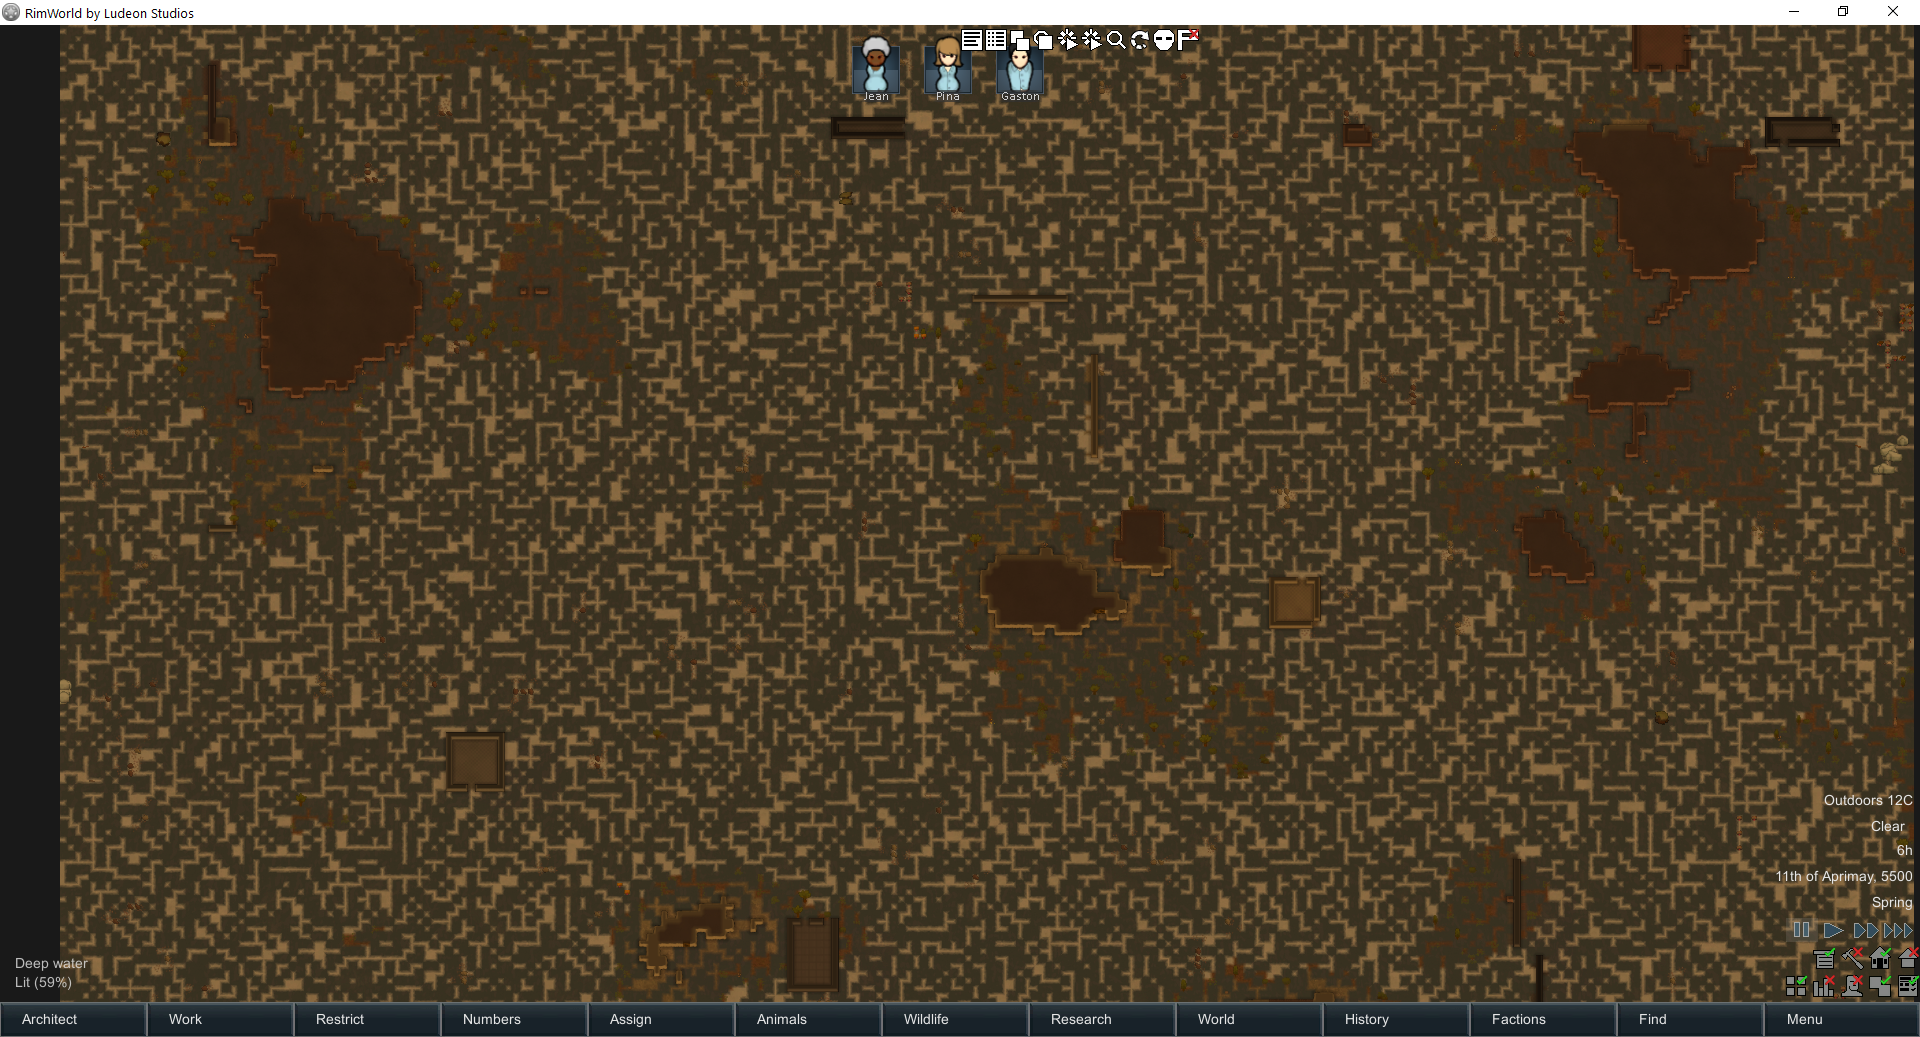 RimWorld by Ludeon Studios
Jean
Pina
Gaston
Outdoors 12C
Clear
6h
11th of Aprimay, 5500
Spring
Deep water
Lit (59%)
Architect
Work
Restrict
Numbers
Assign
Animals
Wildlife
Research
World
History
Factions
Find
Menu